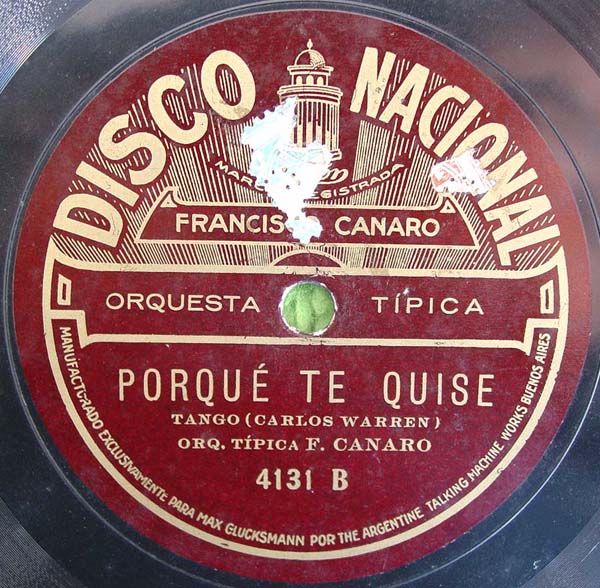 DISCO NACIONAL
MARCA REGISTRADA
FRANCISCO CANARO
ORQUESTA TÍPICA
PORQUÉ TE QUISE
TANGO (CARLOS WARREN)
ORQ. TÍPICA F. CANARO
4131 B
MANUFACTURADO EXCLUSIVAMENTE PARA MAX GLUCKSMANN POR THE ARGENTINE TALKING MACHINE WORKS BUENOS AIRES